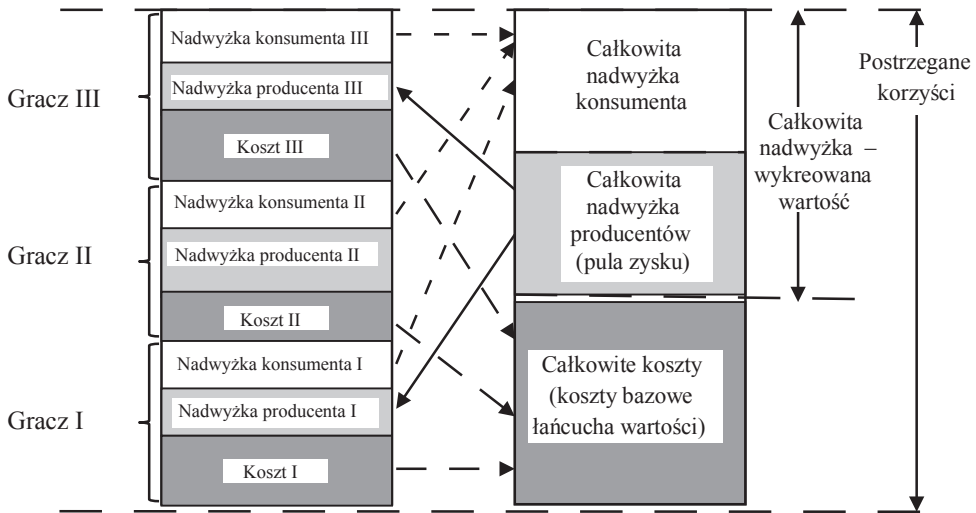 Gracz III
Nadwyżka konsumenta III
Nadwyżka producenta III
Koszt III
Gracz II
Nadwyżka konsumenta II
Nadwyżka producenta II
Koszt II
Gracz I
Nadwyżka konsumenta I
Nadwyżka producenta I
Koszt I
Całkowita
nadwyżka
konsumenta
Całkowita
nadwyżka
producentów
(pula zysku)
Całkowite koszty
(koszty bazowe
łańcucha wartości)
Całkowita
nadwyżka –
wykreowana
wartość
Postrzegane
korzyści